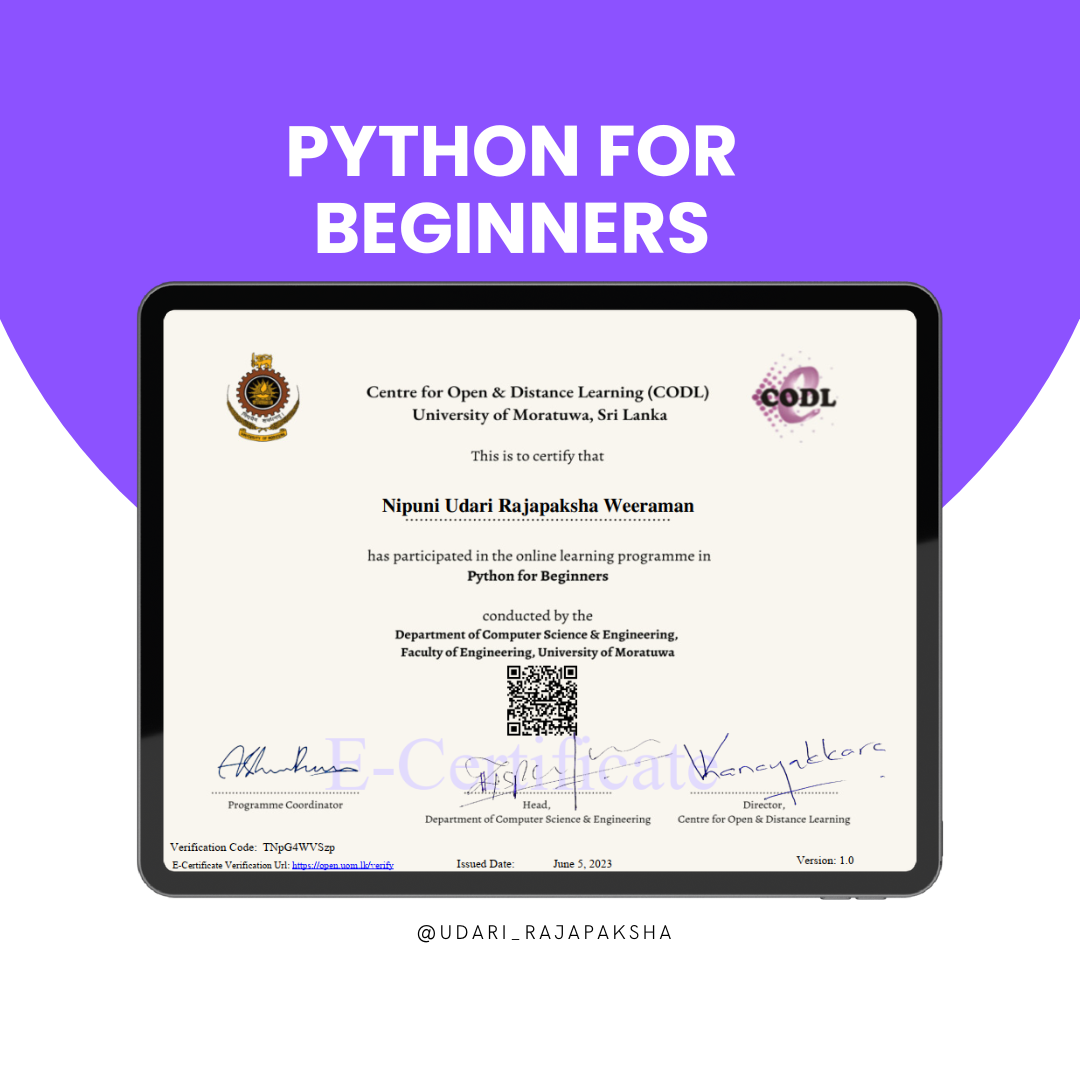 PYTHON FOR
BEGINNERS
Centre for Open & Distance Learning (CODL)
University of Moratuwa, Sri Lanka
CODL
This is to certify that
Nipuni Udari Rajapaksha Weeraman
has participated in the online learning programme in
Python for Beginners
conducted by the
Department of Computer Science & Engineering,
Faculty of Engineering, University of Moratuwa
E-Certificate
Programme Coordinator
Head,
Department of Computer Science & Engineering
Director,
Centre for Open & Distance Learning
Verification Code: TNpG4WVSzp
E-Certificate Verification Url: https://open.uom.lk/verify
Issued Date: June 5, 2023
Version: 1.0
@UDARI_RAJAPAKSHA